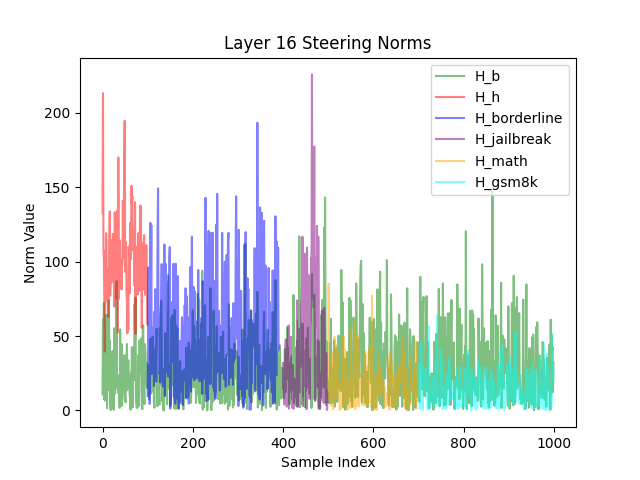 Layer 16 Steering Norms
H_b
H_h
H_borderline
H_jailbreak
H_math
H_gsm8k
Norm Value
200
150
100
50
0
0
200
400
600
800
1000
Sample Index